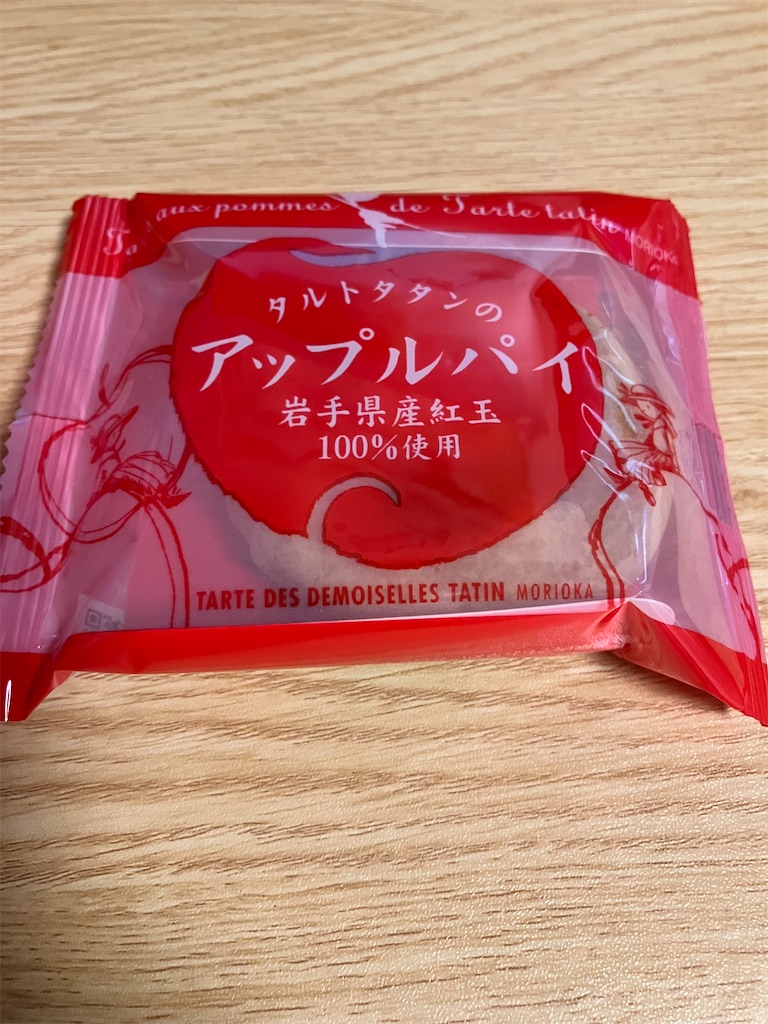 aux pommes de Tarte tatin MORIOKA
タルトタタンの
アップルパイ
岩手県産紅玉
100%使用
TARTE DES DEMOISELLES TATIN MORIOKA